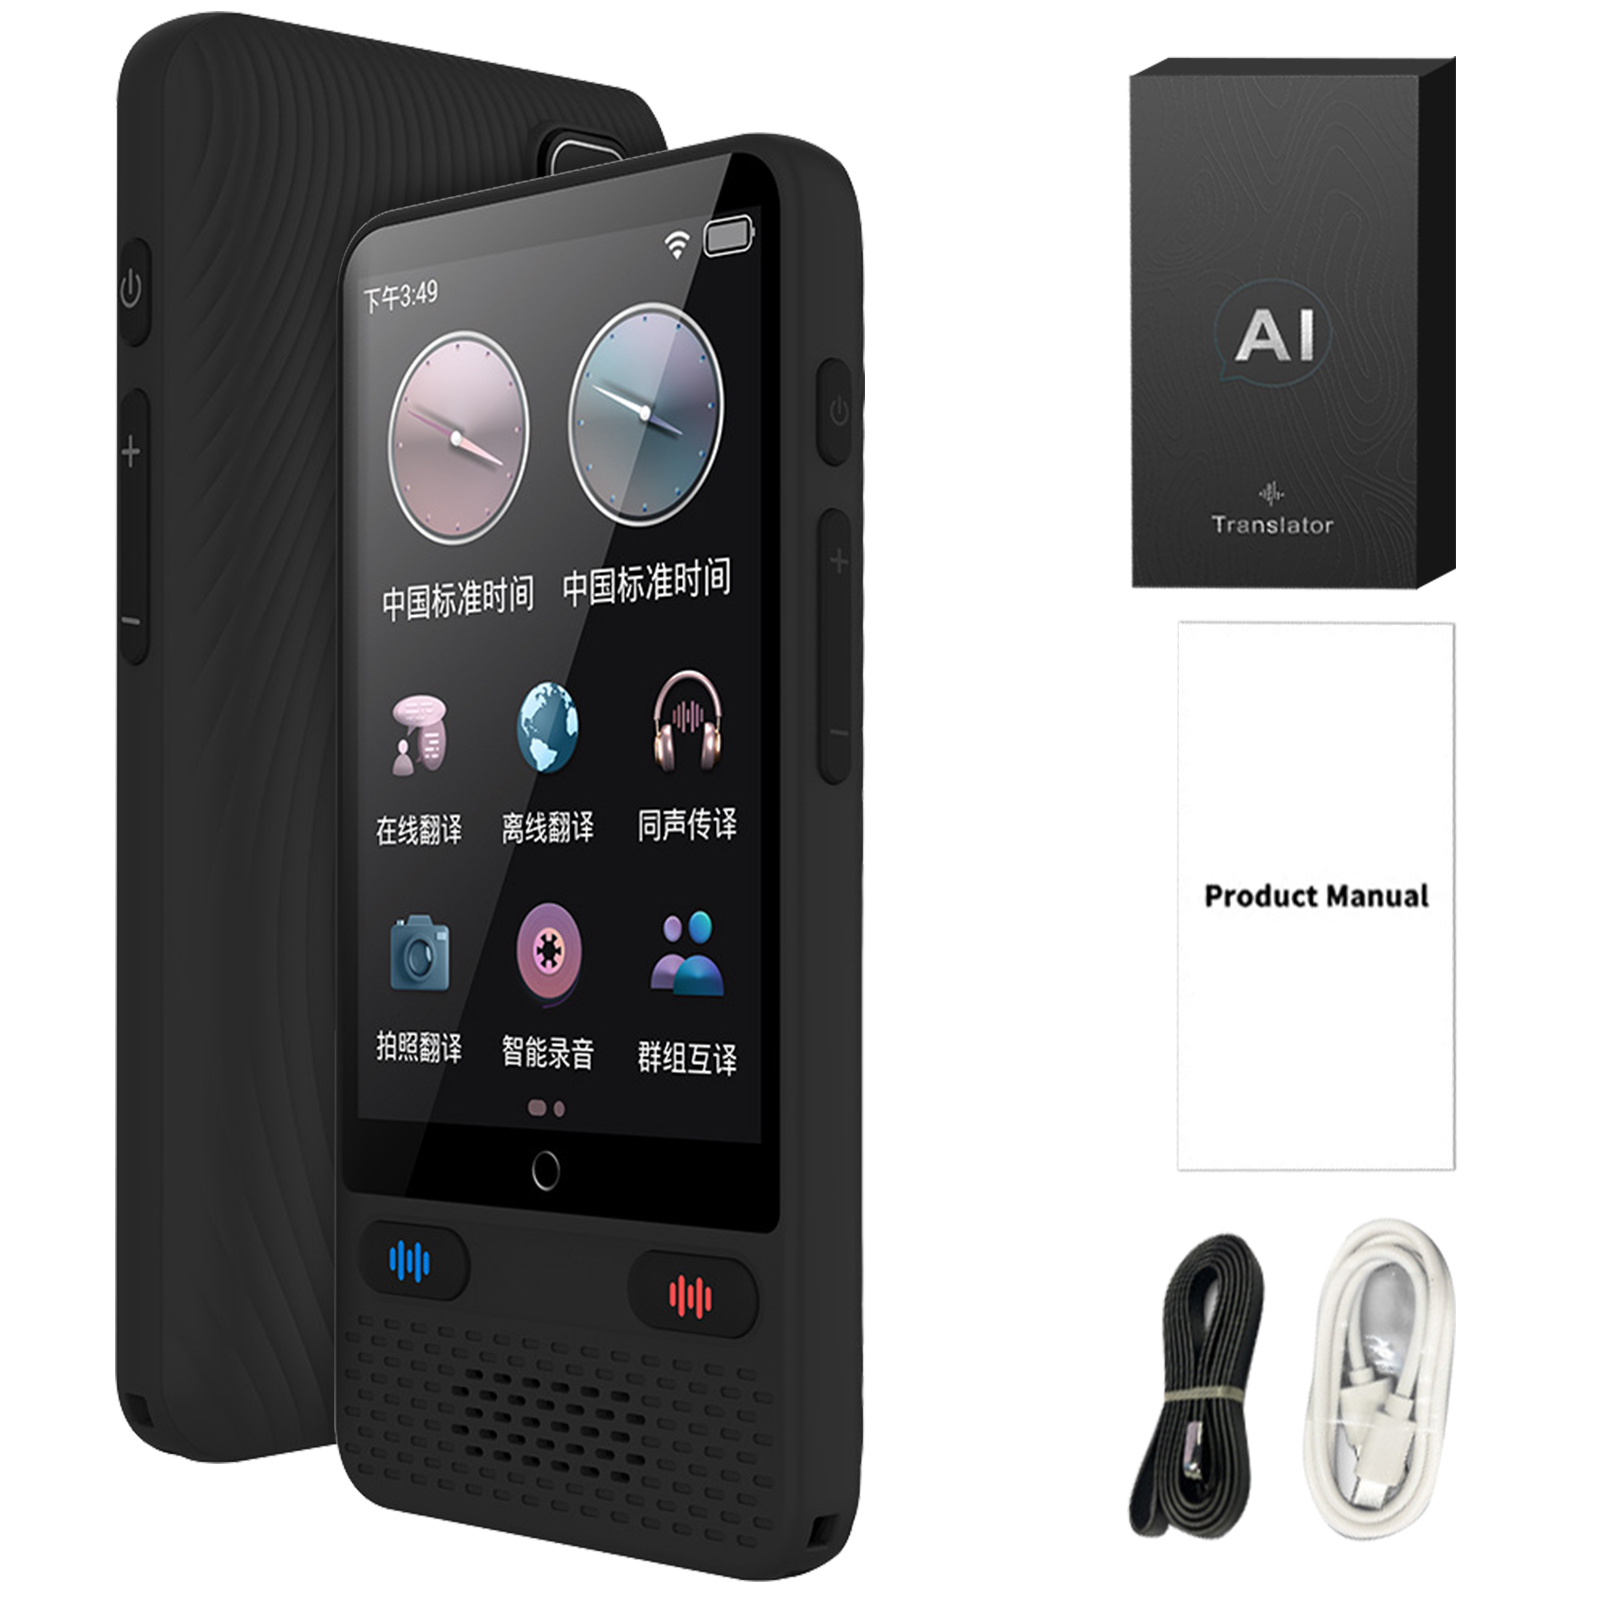 下午3:49
中国标准时间
中国标准时间
在线翻译
离线翻译
同声传译
拍照翻译
智能录音
群组互译
AI
Translator
Product Manual